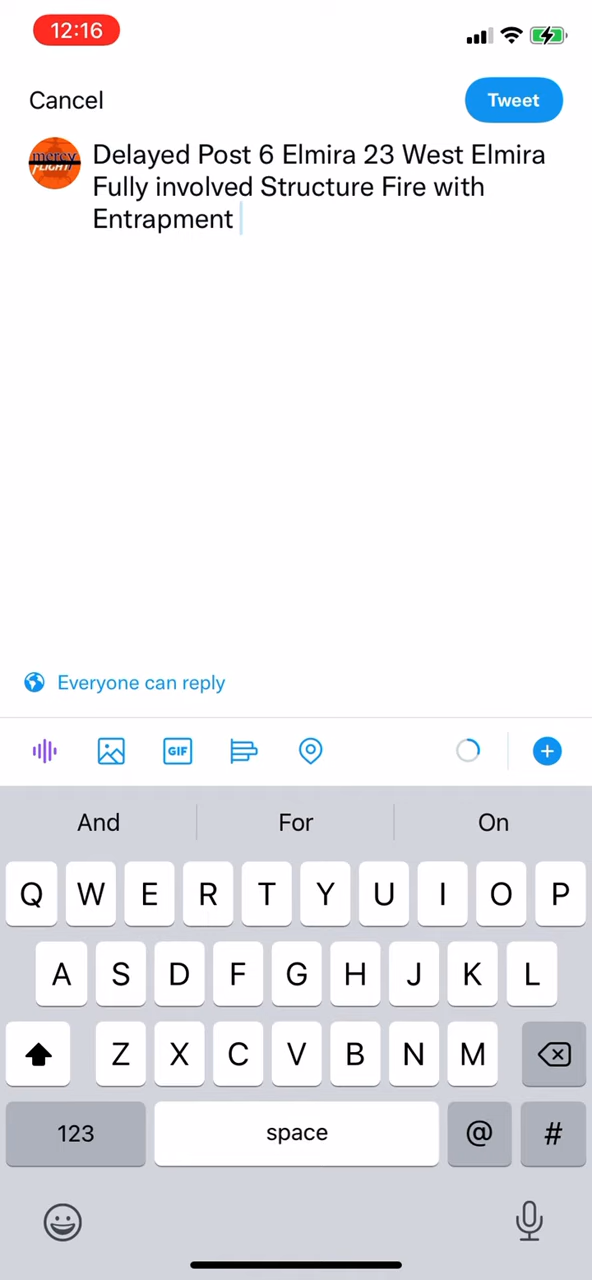 12:16
Cancel
Tweet
mercy
FLIGHT
Delayed Post 6 Elmira 23 West Elmira
Fully involved Structure Fire with
Entrapment
Everyone can reply
GIF
And For On
Q W E R T Y U I O P
A S D F G H J K L
Z X C V B N M
123 space @ #